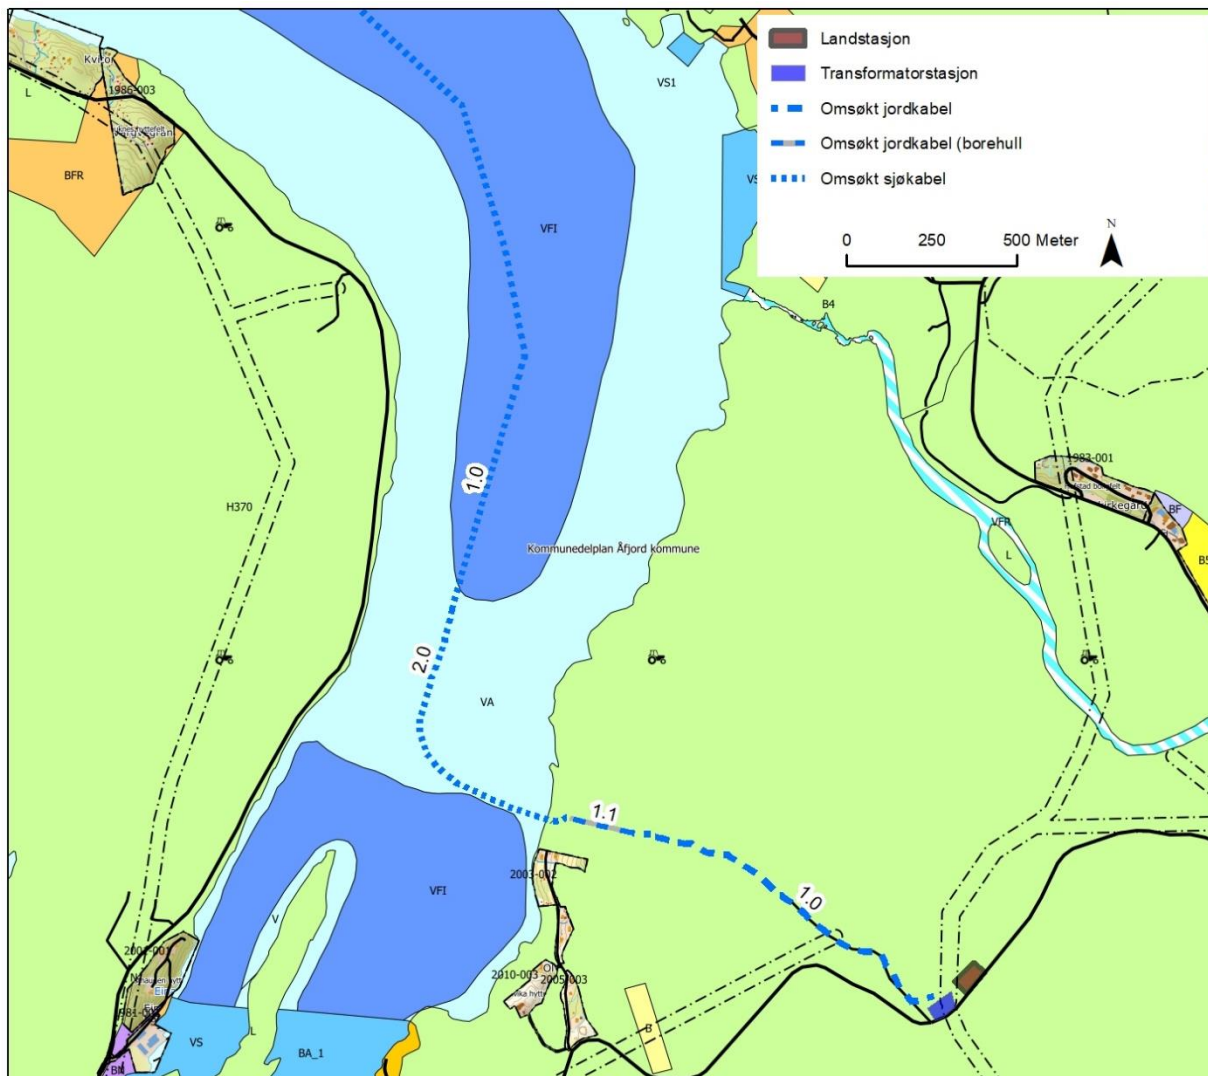 Landstasjon
Transformatorstasjon
Omsøkt jordkabel
Omsøkt jordkabel (borehull
Omsøkt sjøkabel
0 250 500 Meter
N
L
1986-003
BFR
VS1
VS
VFI
B4
H370
1.0
1983-001
BF
B5
VFR
L
Kommunedelplan Åfjord kommune
2.0
VA
1.1
1.0
2003-002
VFI
V
2010-003
2005-003
VS
L
BA_1
B
BN